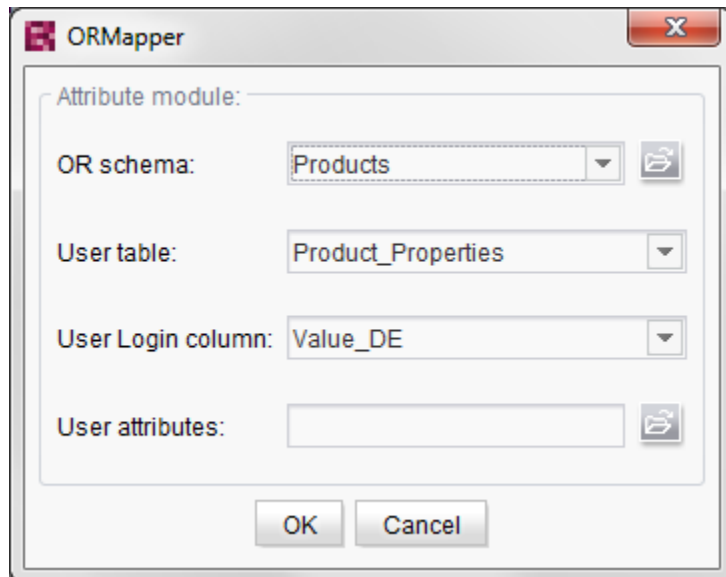 ORMapper
Attribute module:
OR schema: Products
User table: Product_Properties
User Login column: Value_DE
User attributes:
OK Cancel